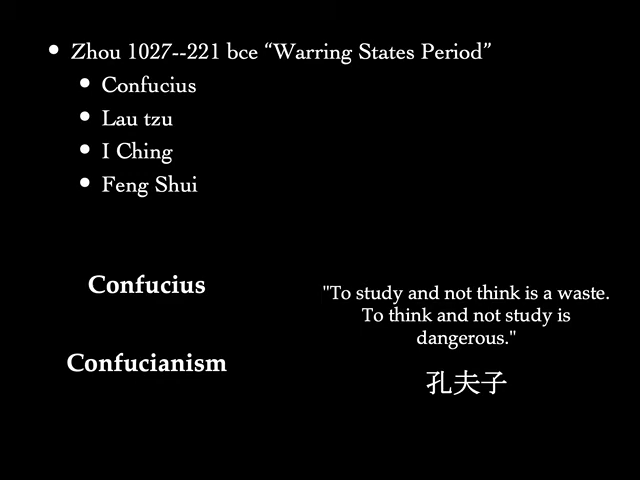 • Zhou 1027--221 bce “Warring States Period”
• Confucius
• Lau tzu
• I Ching
• Feng Shui
Confucius
Confucianism
"To study and not think is a waste.
To think and not study is
dangerous."
孔夫子